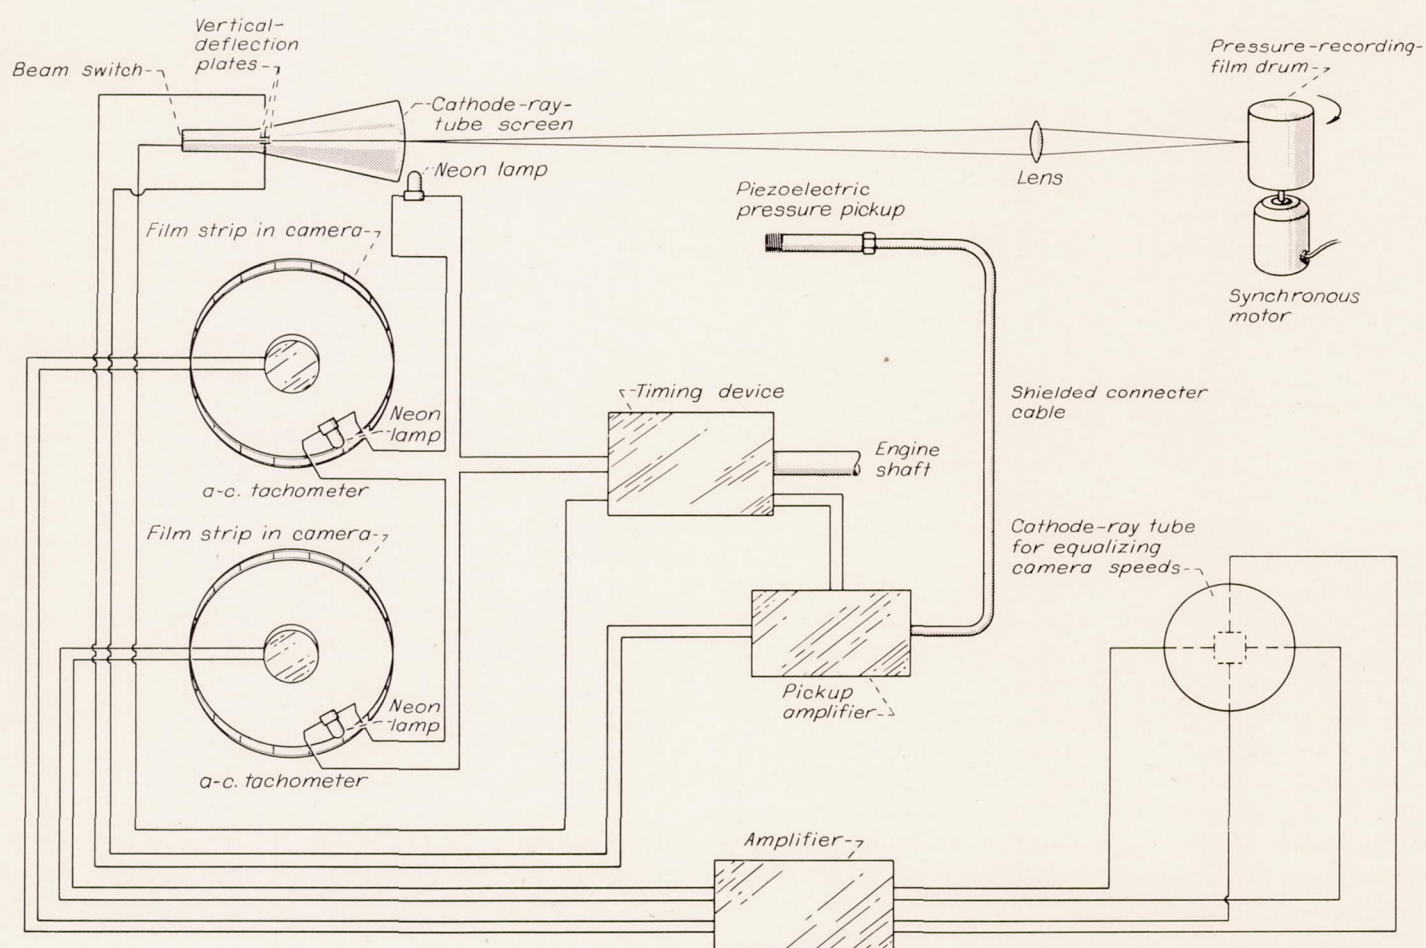 Vertical-
deflection
plates
Beam switch
Cathode-ray-
tube screen
Neon lamp
Pressure-recording-
film drum
Lens
Piezoelectric
pressure pickup
Film strip in camera
Synchronous
motor
Timing device
Shielded connecter
cable
Neon
lamp
Engine
shaft
a-c. tachometer
Film strip in camera
Cathode-ray tube
for equalizing
camera speeds
Pickup
amplifier
Neon
lamp
a-c. tachometer
Amplifier